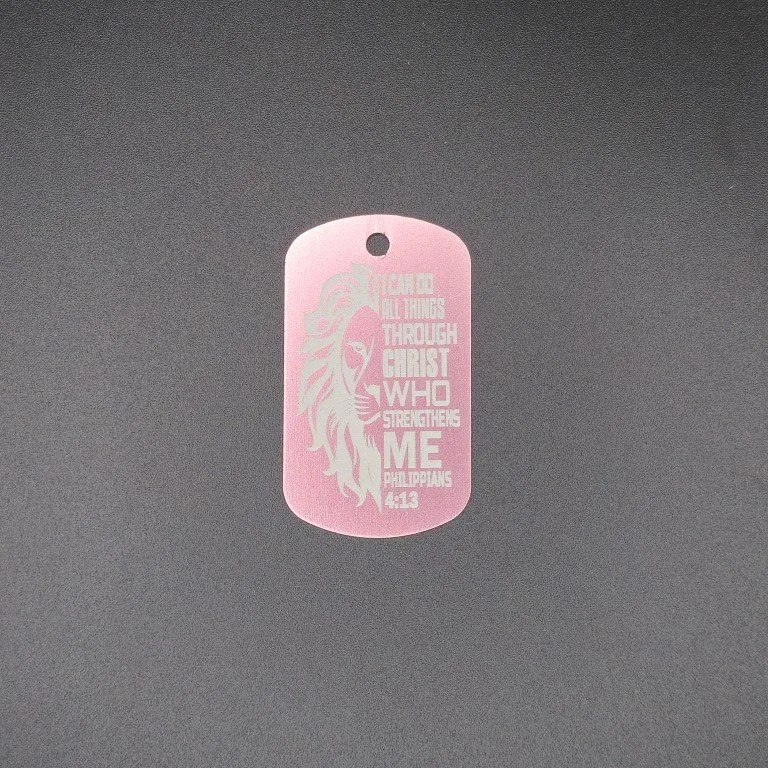 I CAN DO
ALL THINGS
THROUGH
CHRIST
WHO
STRENGTHENS
ME
PHILIPPIANS
4:13